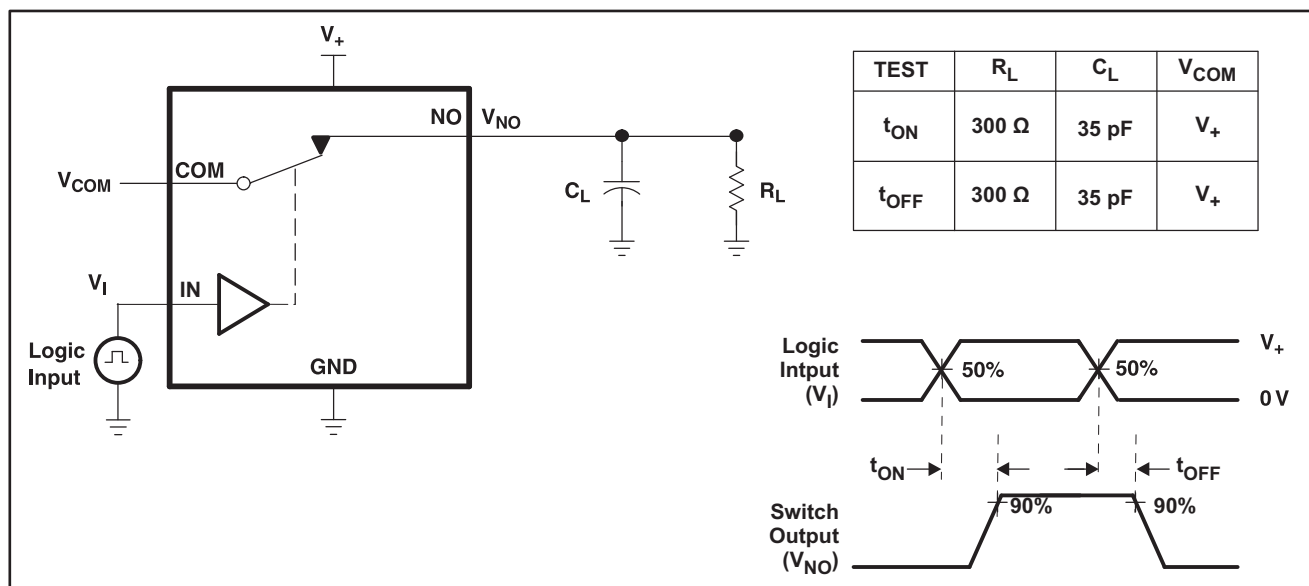 V+
NO
VNO
COM
VCOM
CL
RL
VI
IN
Logic
Input
GND
TEST RL CL VCOM
tON 300 Ω 35 pF V+
tOFF 300 Ω 35 pF V+
Logic
Intput
(VI)
50%
50%
V+
0 V
tON
tOFF
Switch
Output
(VNO)
90%
90%